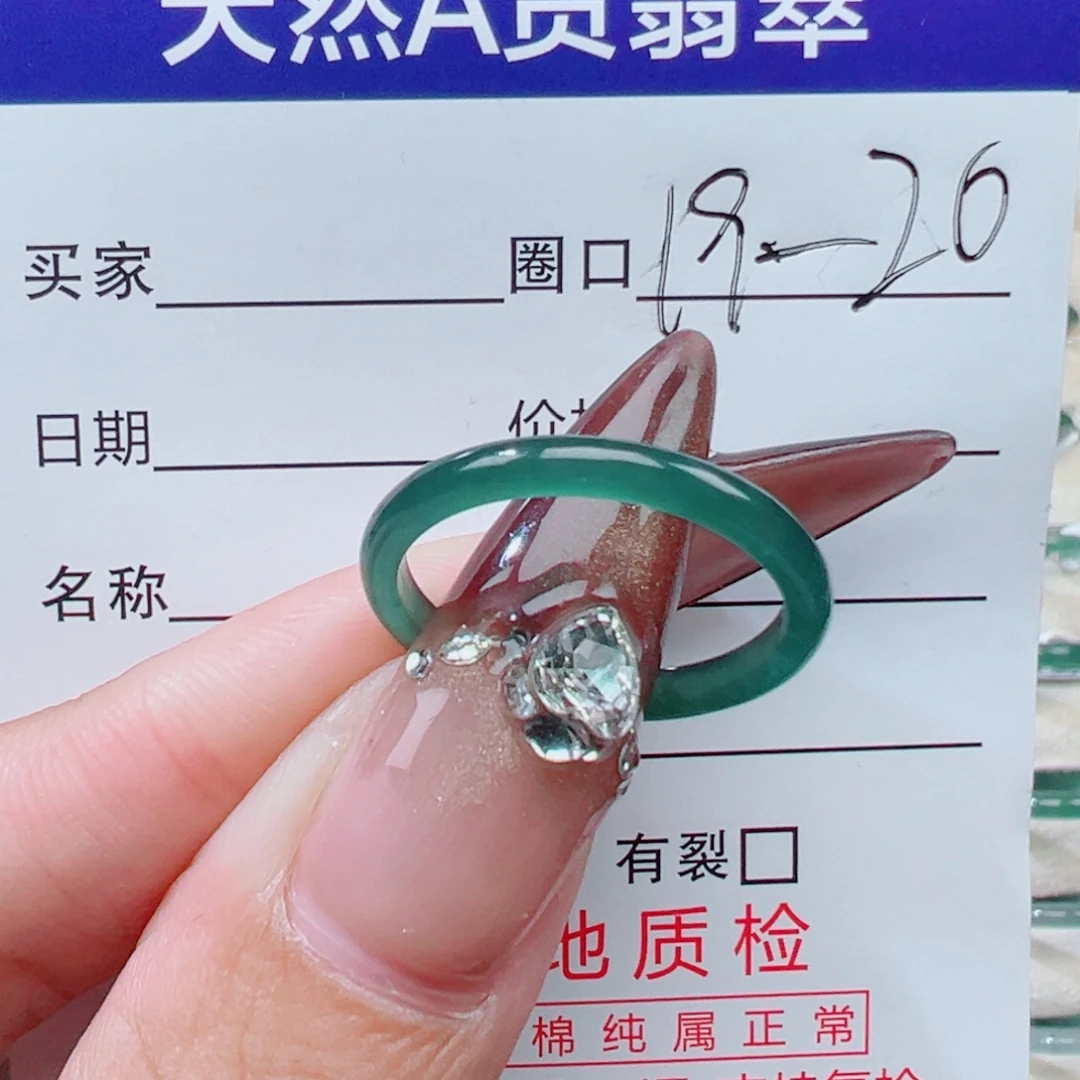 天然A货翡翠
买家 圈口 19-20
日期 价
名称
有裂
地质检
棉纯属正常